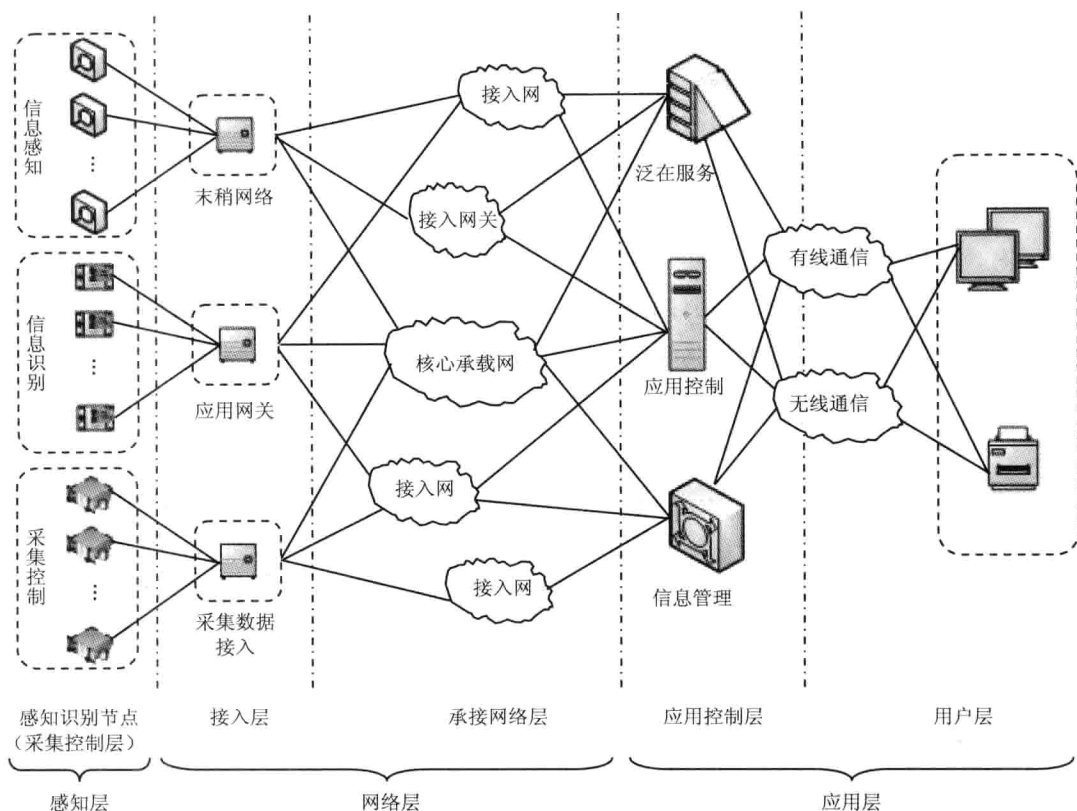 信息感知
末稍网络
接入网
接入网关
泛在服务
信息识别
应用网关
核心承载网
应用控制
有线通信
无线通信
采集控制
采集数据
接入
接入网
接入网
信息管理
感知识别节点
（采集控制层）
接入层
承接网络层
应用控制层
用户层
感知层
网络层
应用层